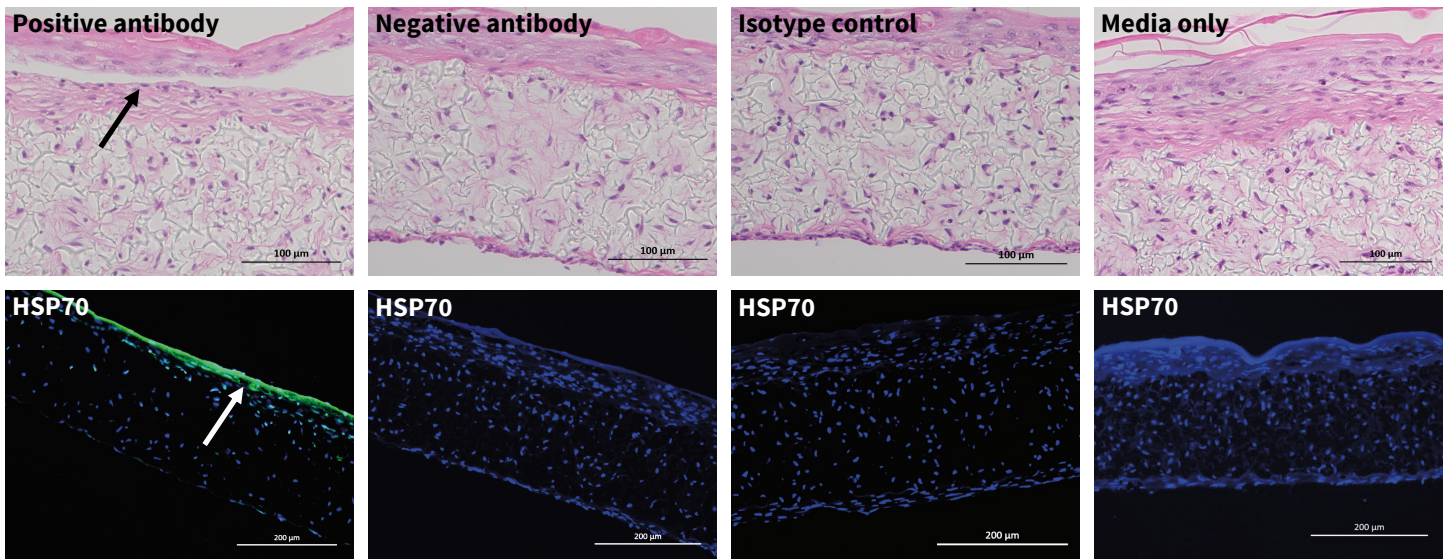 Positive antibody
Negative antibody
Isotype control
Media only
100 µm
100 µm
100 µm
100 µm
HSP70
HSP70
HSP70
HSP70
200 µm
200 µm
200 µm
200 µm